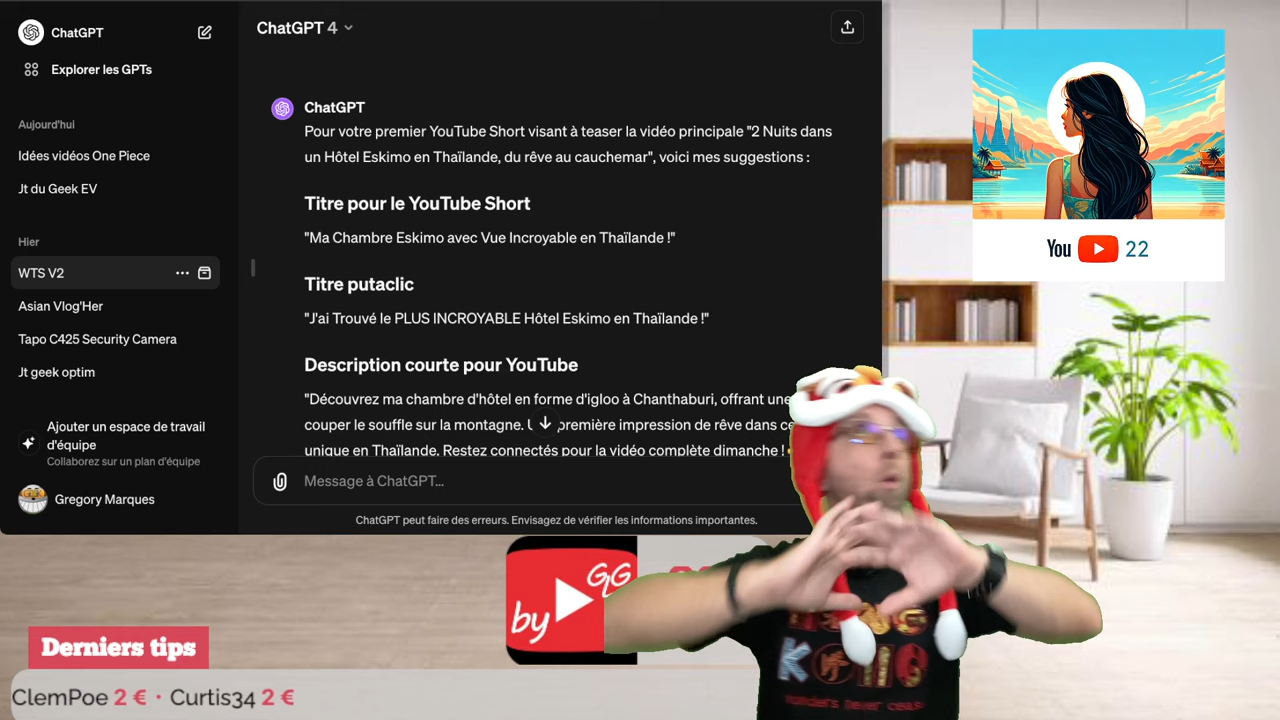 ChatGPT
Explorer les GPTs
Aujourd'hui
Idées vidéos One Piece
Jt du Geek EV
Hier
WTS V2
Asian Vlog'Her
Tapo C425 Security Camera
Jt geek optim
Ajouter un espace de travail
d'équipe
Collaborez sur un plan d'équipe
Gregory Marques
ChatGPT 4
ChatGPT
Pour votre premier YouTube Short visant à teaser la vidéo principale "2 Nuits dans
un Hôtel Eskimo en Thaïlande, du rêve au cauchemar", voici mes suggestions :
Titre pour le YouTube Short
"Ma Chambre Eskimo avec Vue Incroyable en Thaïlande !"
Titre putaclic
"J'ai Trouvé le PLUS INCROYABLE Hôtel Eskimo en Thaïlande !"
Description courte pour YouTube
"Découvrez ma chambre d'hôtel en forme d'igloo à Chanthaburi, offrant une
couper le souffle sur la montagne. première impression de rêve dans ce
unique en Thaïlande. Restez connectés pour la vidéo complète dimanche !
Message à ChatGPT...
ChatGPT peut faire des erreurs. Envisagez de vérifier les informations importantes.
You 22
by GG
KONG
Derniers tips
ClemPoe 2 € · Curtis34 2 €